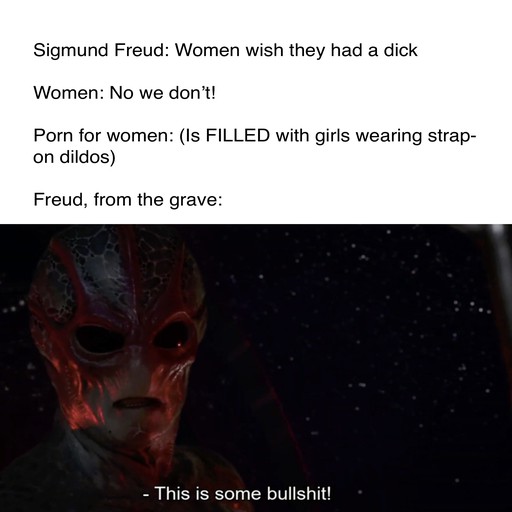 Sigmund Freud: Women wish they had a dick
Women: No we don’t!
Porn for women: (Is FILLED with girls wearing strap-
on dildos)
Freud, from the grave:
- This is some bullshit!